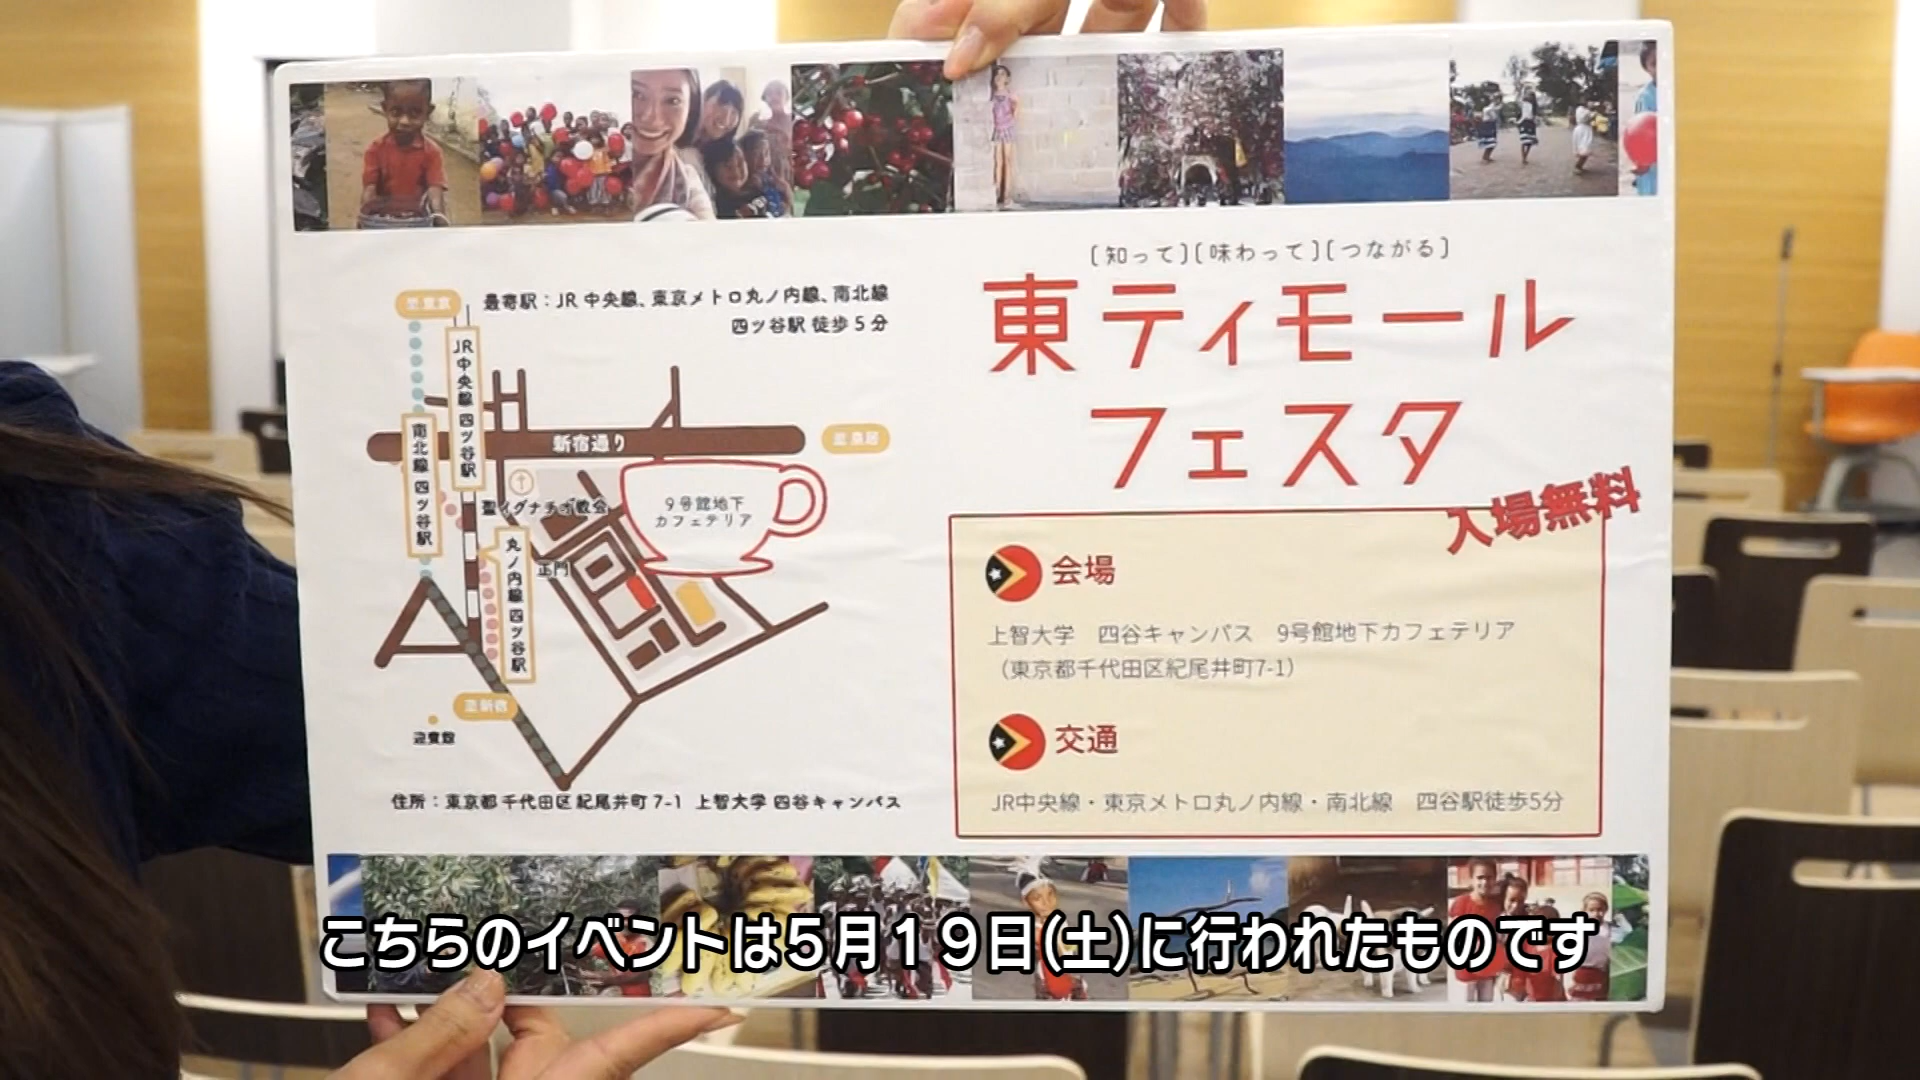 〔知って〕〔味わって〕〔つながる〕
東ティモール
フェスタ
入場無料
会場
上智大学 四谷キャンパス 9号館地下カフェテリア
（東京都千代田区紀尾井町7-1）
交通
JR中央線・東京メトロ丸ノ内線・南北線 四谷駅徒歩5分
最寄駅：JR 中央線、東京メトロ丸ノ内線、南北線
四ツ谷駅 徒歩 5 分
JR中央線 四ツ谷駅
南北線 四ツ谷駅
新宿通り
聖イグナチオ教会
9号館地下
カフェテリア
丸ノ内線 四ツ谷駅
正門
至新宿
迎賓館
住所：東京都 千代田区 紀尾井町 7-1 上智大学 四谷キャンパス
こちらのイベントは５月１９日(土)に行われたものです